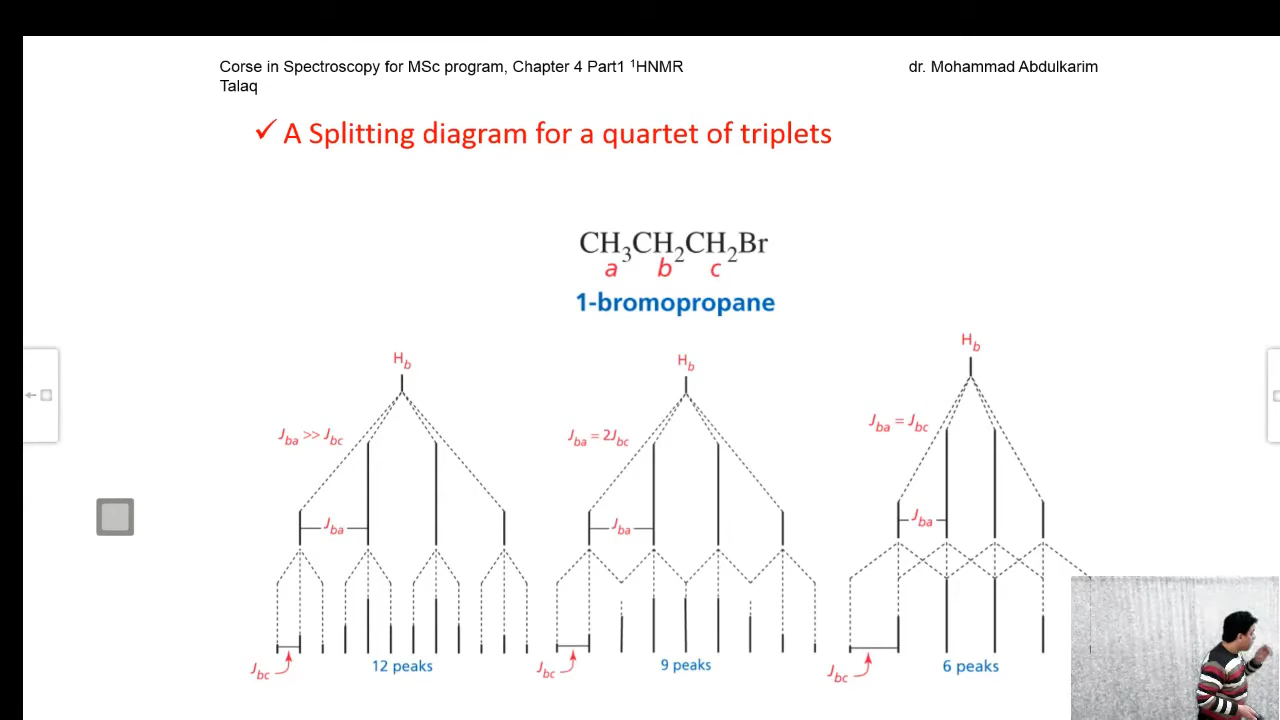 Corse in Spectroscopy for MSc program, Chapter 4 Part1 ¹HNMR dr. Mohammad Abdulkarim
Talaq
✓ A Splitting diagram for a quartet of triplets
CH₃CH₂CH₂Br
a b c
1-bromopropane
H_b
H_b
H_b
J_ba >> J_bc
J_ba = 2J_bc
J_ba = J_bc
J_ba
J_ba
J_ba
J_bc
12 peaks
J_bc
9 peaks
J_bc
6 peaks